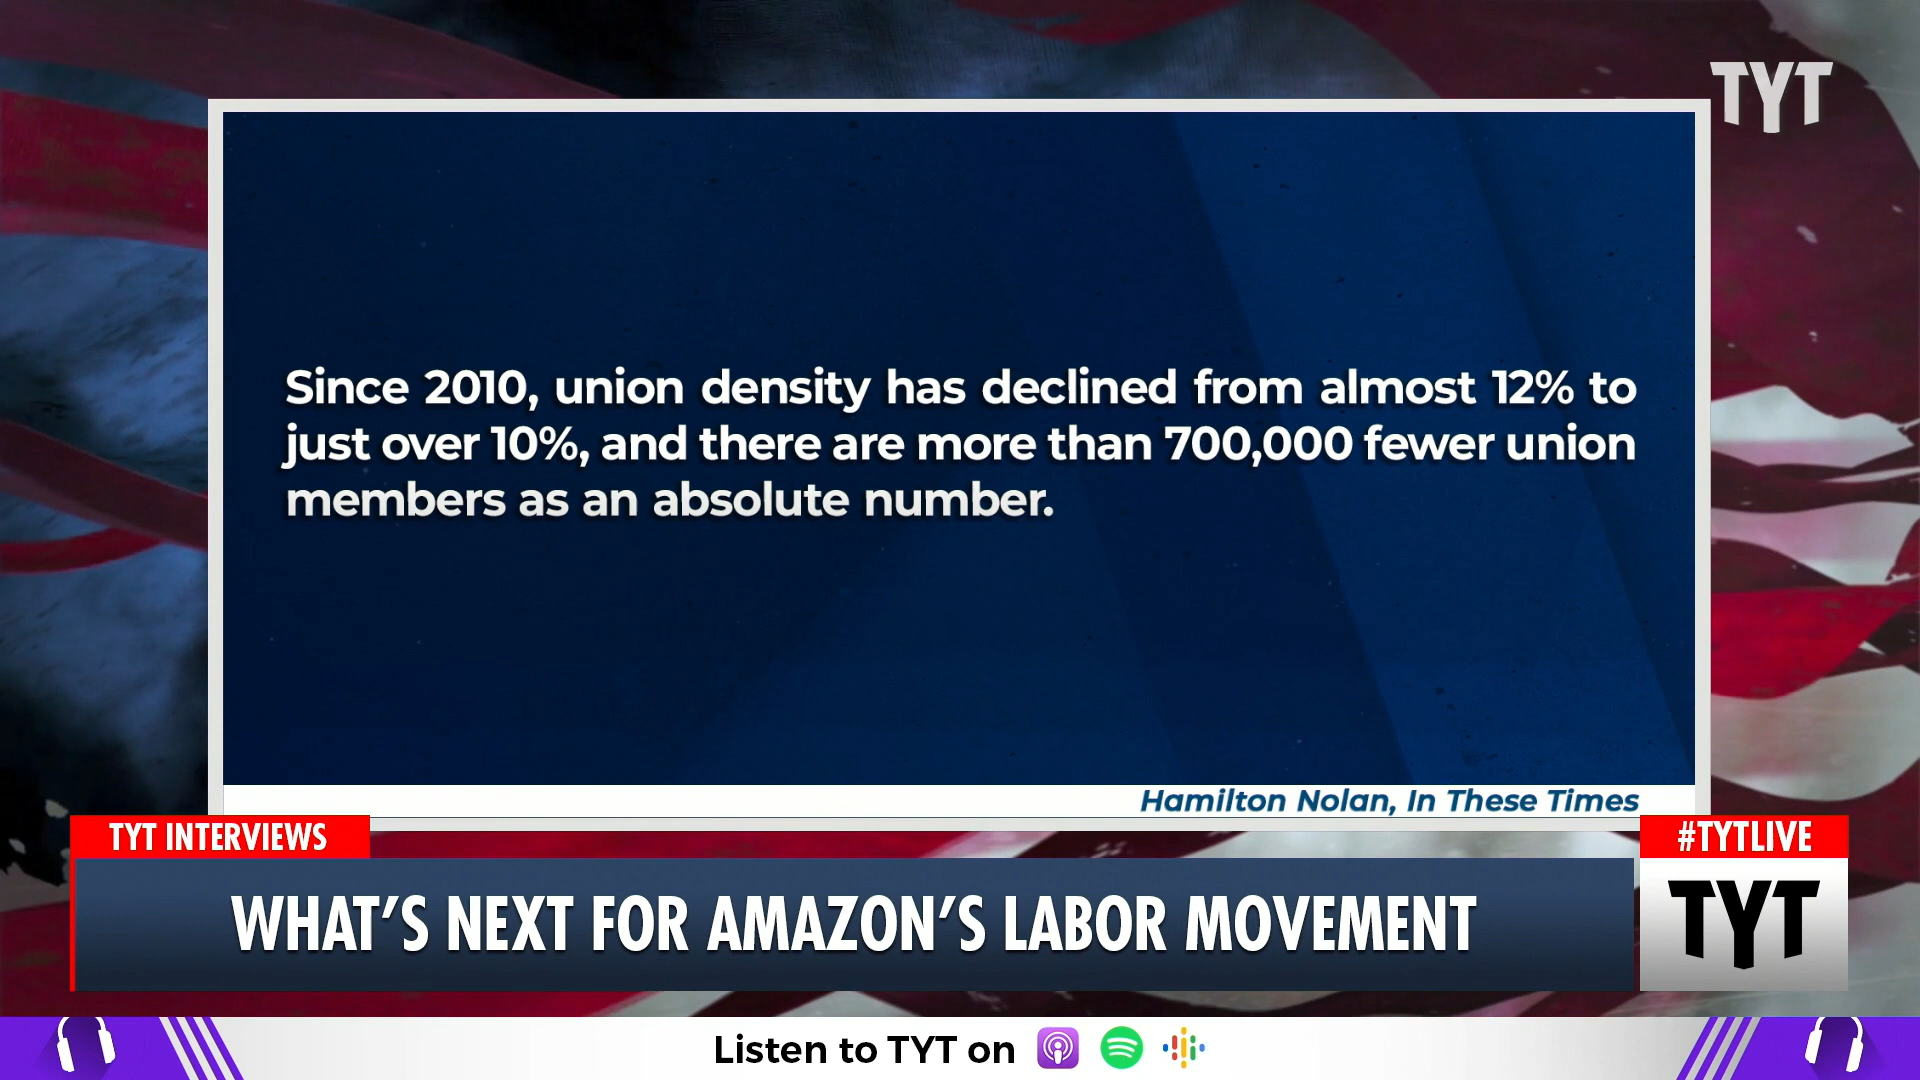 TYT
Since 2010, union density has declined from almost 12% to
just over 10%, and there are more than 700,000 fewer union
members as an absolute number.
Hamilton Nolan, In These Times
TYT INTERVIEWS
#TYTLIVE
WHAT'S NEXT FOR AMAZON'S LABOR MOVEMENT
TYT
Listen to TYT on